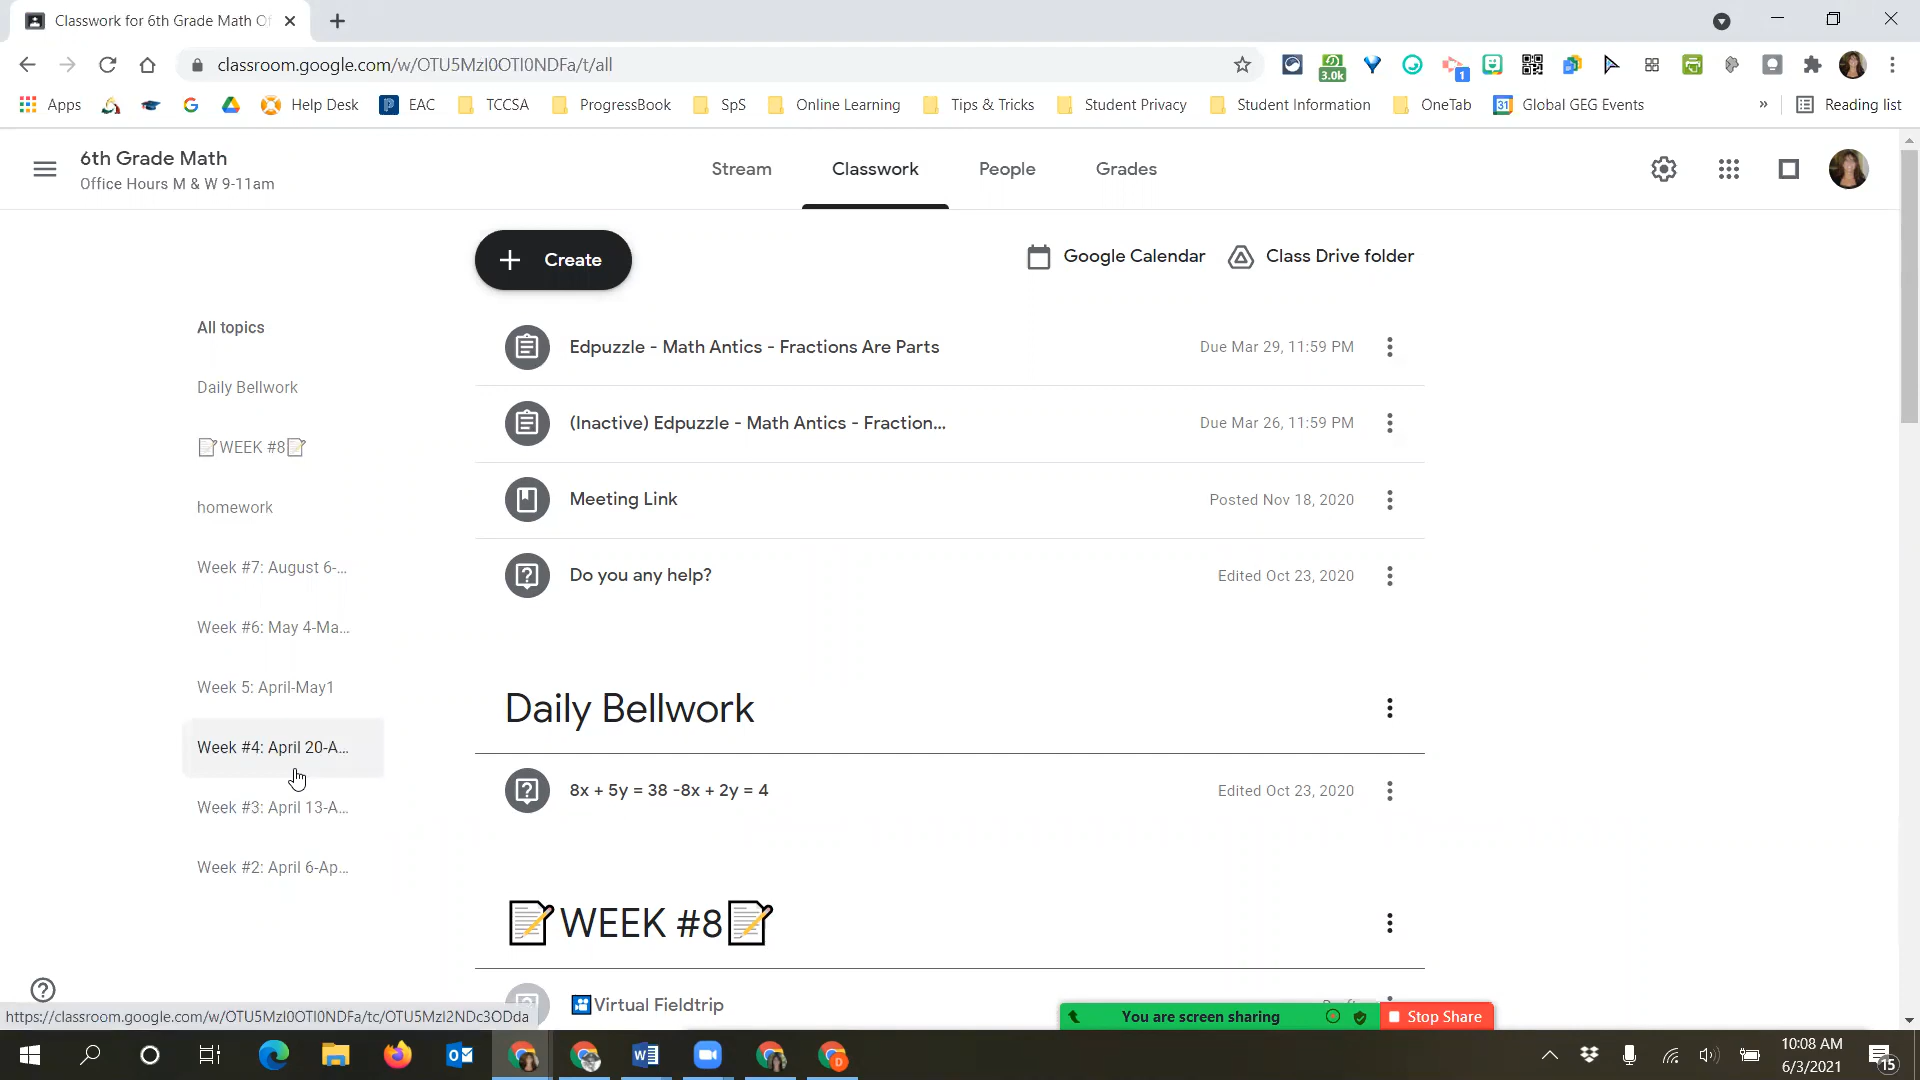 Classwork for 6th Grade Math Of
classroom.google.com/w/OTU5MzI0OTI0NDFa/t/all
3.0k
1
Apps
Help Desk
EAC
TCCSA
ProgressBook
SpS
Online Learning
Tips & Tricks
Student Privacy
Student Information
OneTab
31
Global GEG Events
»
Reading list
6th Grade Math
Office Hours M & W 9-11am
Stream
Classwork
People
Grades
Create
Google Calendar
Class Drive folder
All topics
Daily Bellwork
📝WEEK #8📝
homework
Week #7: August 6-...
Week #6: May 4-Ma...
Week 5: April-May1
Week #4: April 20-A...
Week #3: April 13-A...
Week #2: April 6-Ap...
Edpuzzle - Math Antics - Fractions Are Parts
Due Mar 29, 11:59 PM
(Inactive) Edpuzzle - Math Antics - Fraction...
Due Mar 26, 11:59 PM
Meeting Link
Posted Nov 18, 2020
Do you any help?
Edited Oct 23, 2020
Daily Bellwork
8x + 5y = 38 -8x + 2y = 4
Edited Oct 23, 2020
📝WEEK #8📝
🎦Virtual Fieldtrip
https://classroom.google.com/w/OTU5MzI0OTI0NDFa/tc/OTU5MzI2NDc3ODda
You are screen sharing
Stop Share
10:08 AM
6/3/2021
15